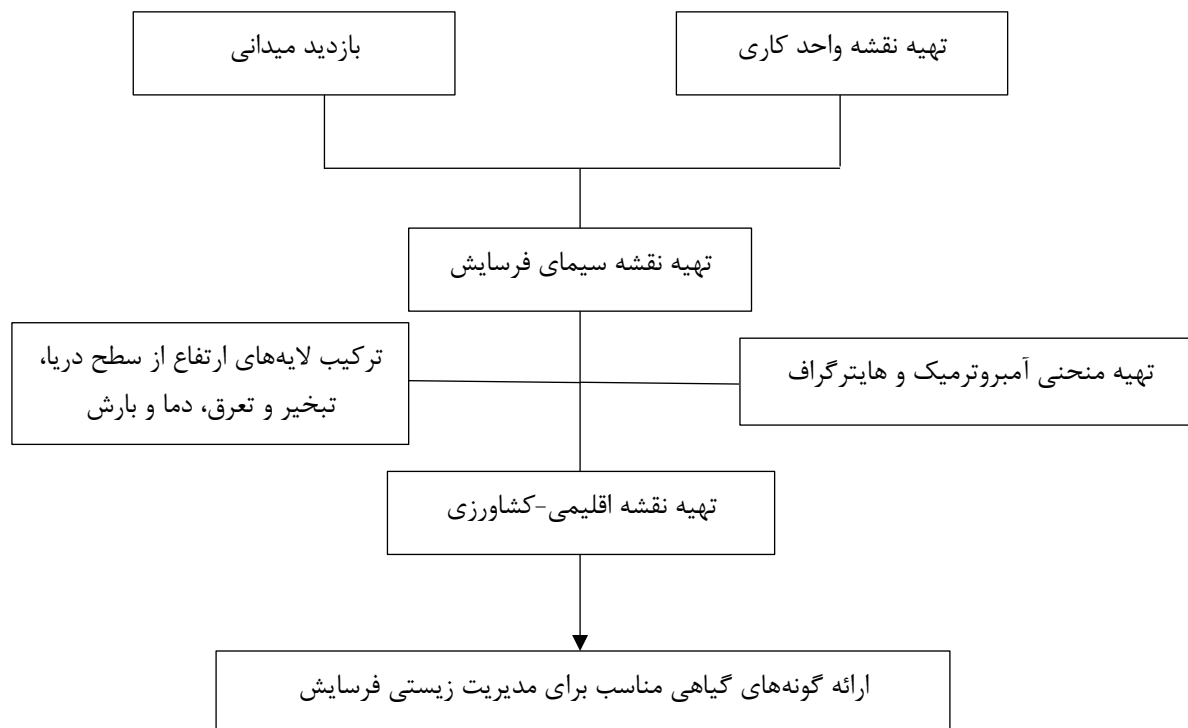 تهیه نقشه واحد کاری
بازدید میدانی
تهیه نقشه سیمای فرسایش
تهیه منحنی آمبروترمیک و هایترگراف
ترکیب لایه‌های ارتفاع از سطح دریا،
تبخیر و تعرق، دما و بارش
تهیه نقشه اقلیمی-کشاورزی
ارائه گونه‌های گیاهی مناسب برای مدیریت زیستی فرسایش